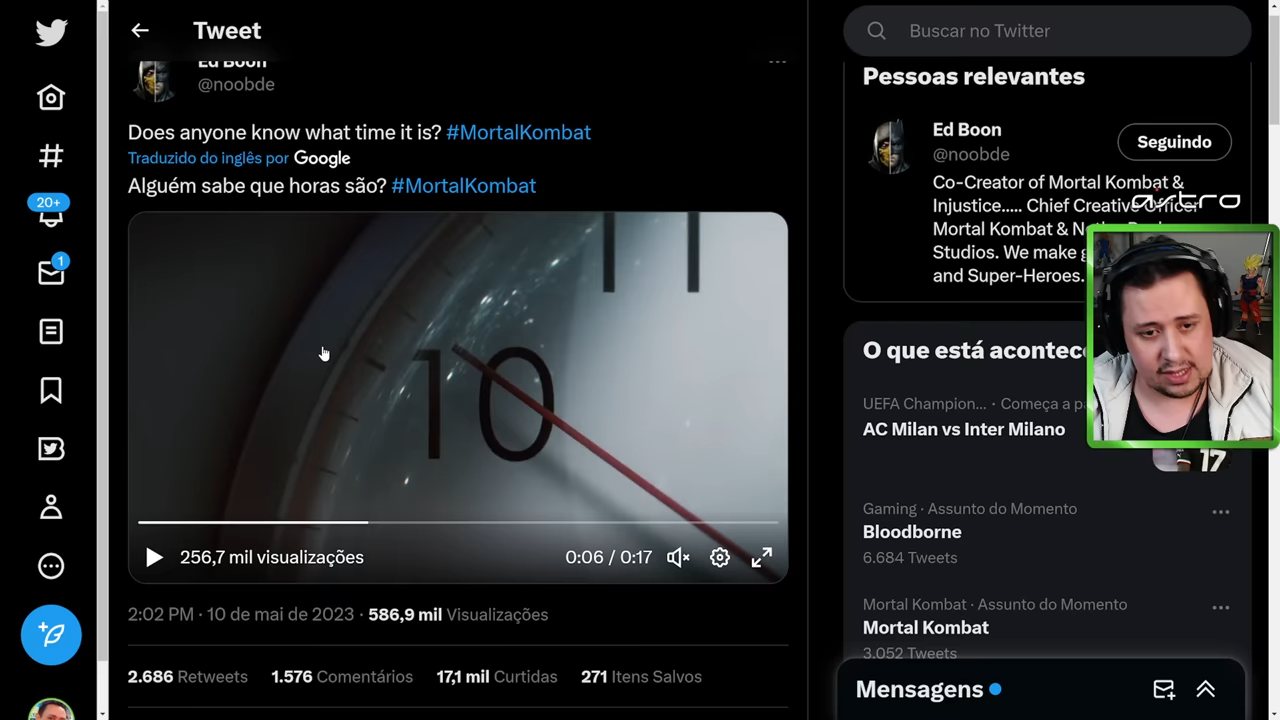 Tweet
Buscar no Twitter
Ed Boon
@noobde
Does anyone know what time it is? #MortalKombat
Traduzido do inglês por Google
Alguém sabe que horas são? #MortalKombat
11
10
256,7 mil visualizações
0:06 / 0:17
2:02 PM · 10 de mai de 2023 · 586,9 mil Visualizações
2.686 Retweets 1.576 Comentários 17,1 mil Curtidas 271 Itens Salvos
20+
1
Pessoas relevantes
Ed Boon
@noobde
Seguindo
Co-Creator of Mortal Kombat &
Injustice..... Chief Creative Officer
Mortal Kombat &
Studios. We make
and Super-Heroes.
astro
O que está
UEFA Champion... · Começa a
AC Milan vs Inter Milano
17
Gaming · Assunto do Momento
Bloodborne
6.684 Tweets
Mortal Kombat · Assunto do Momento
Mortal Kombat
3.052 Tweets
Mensagens